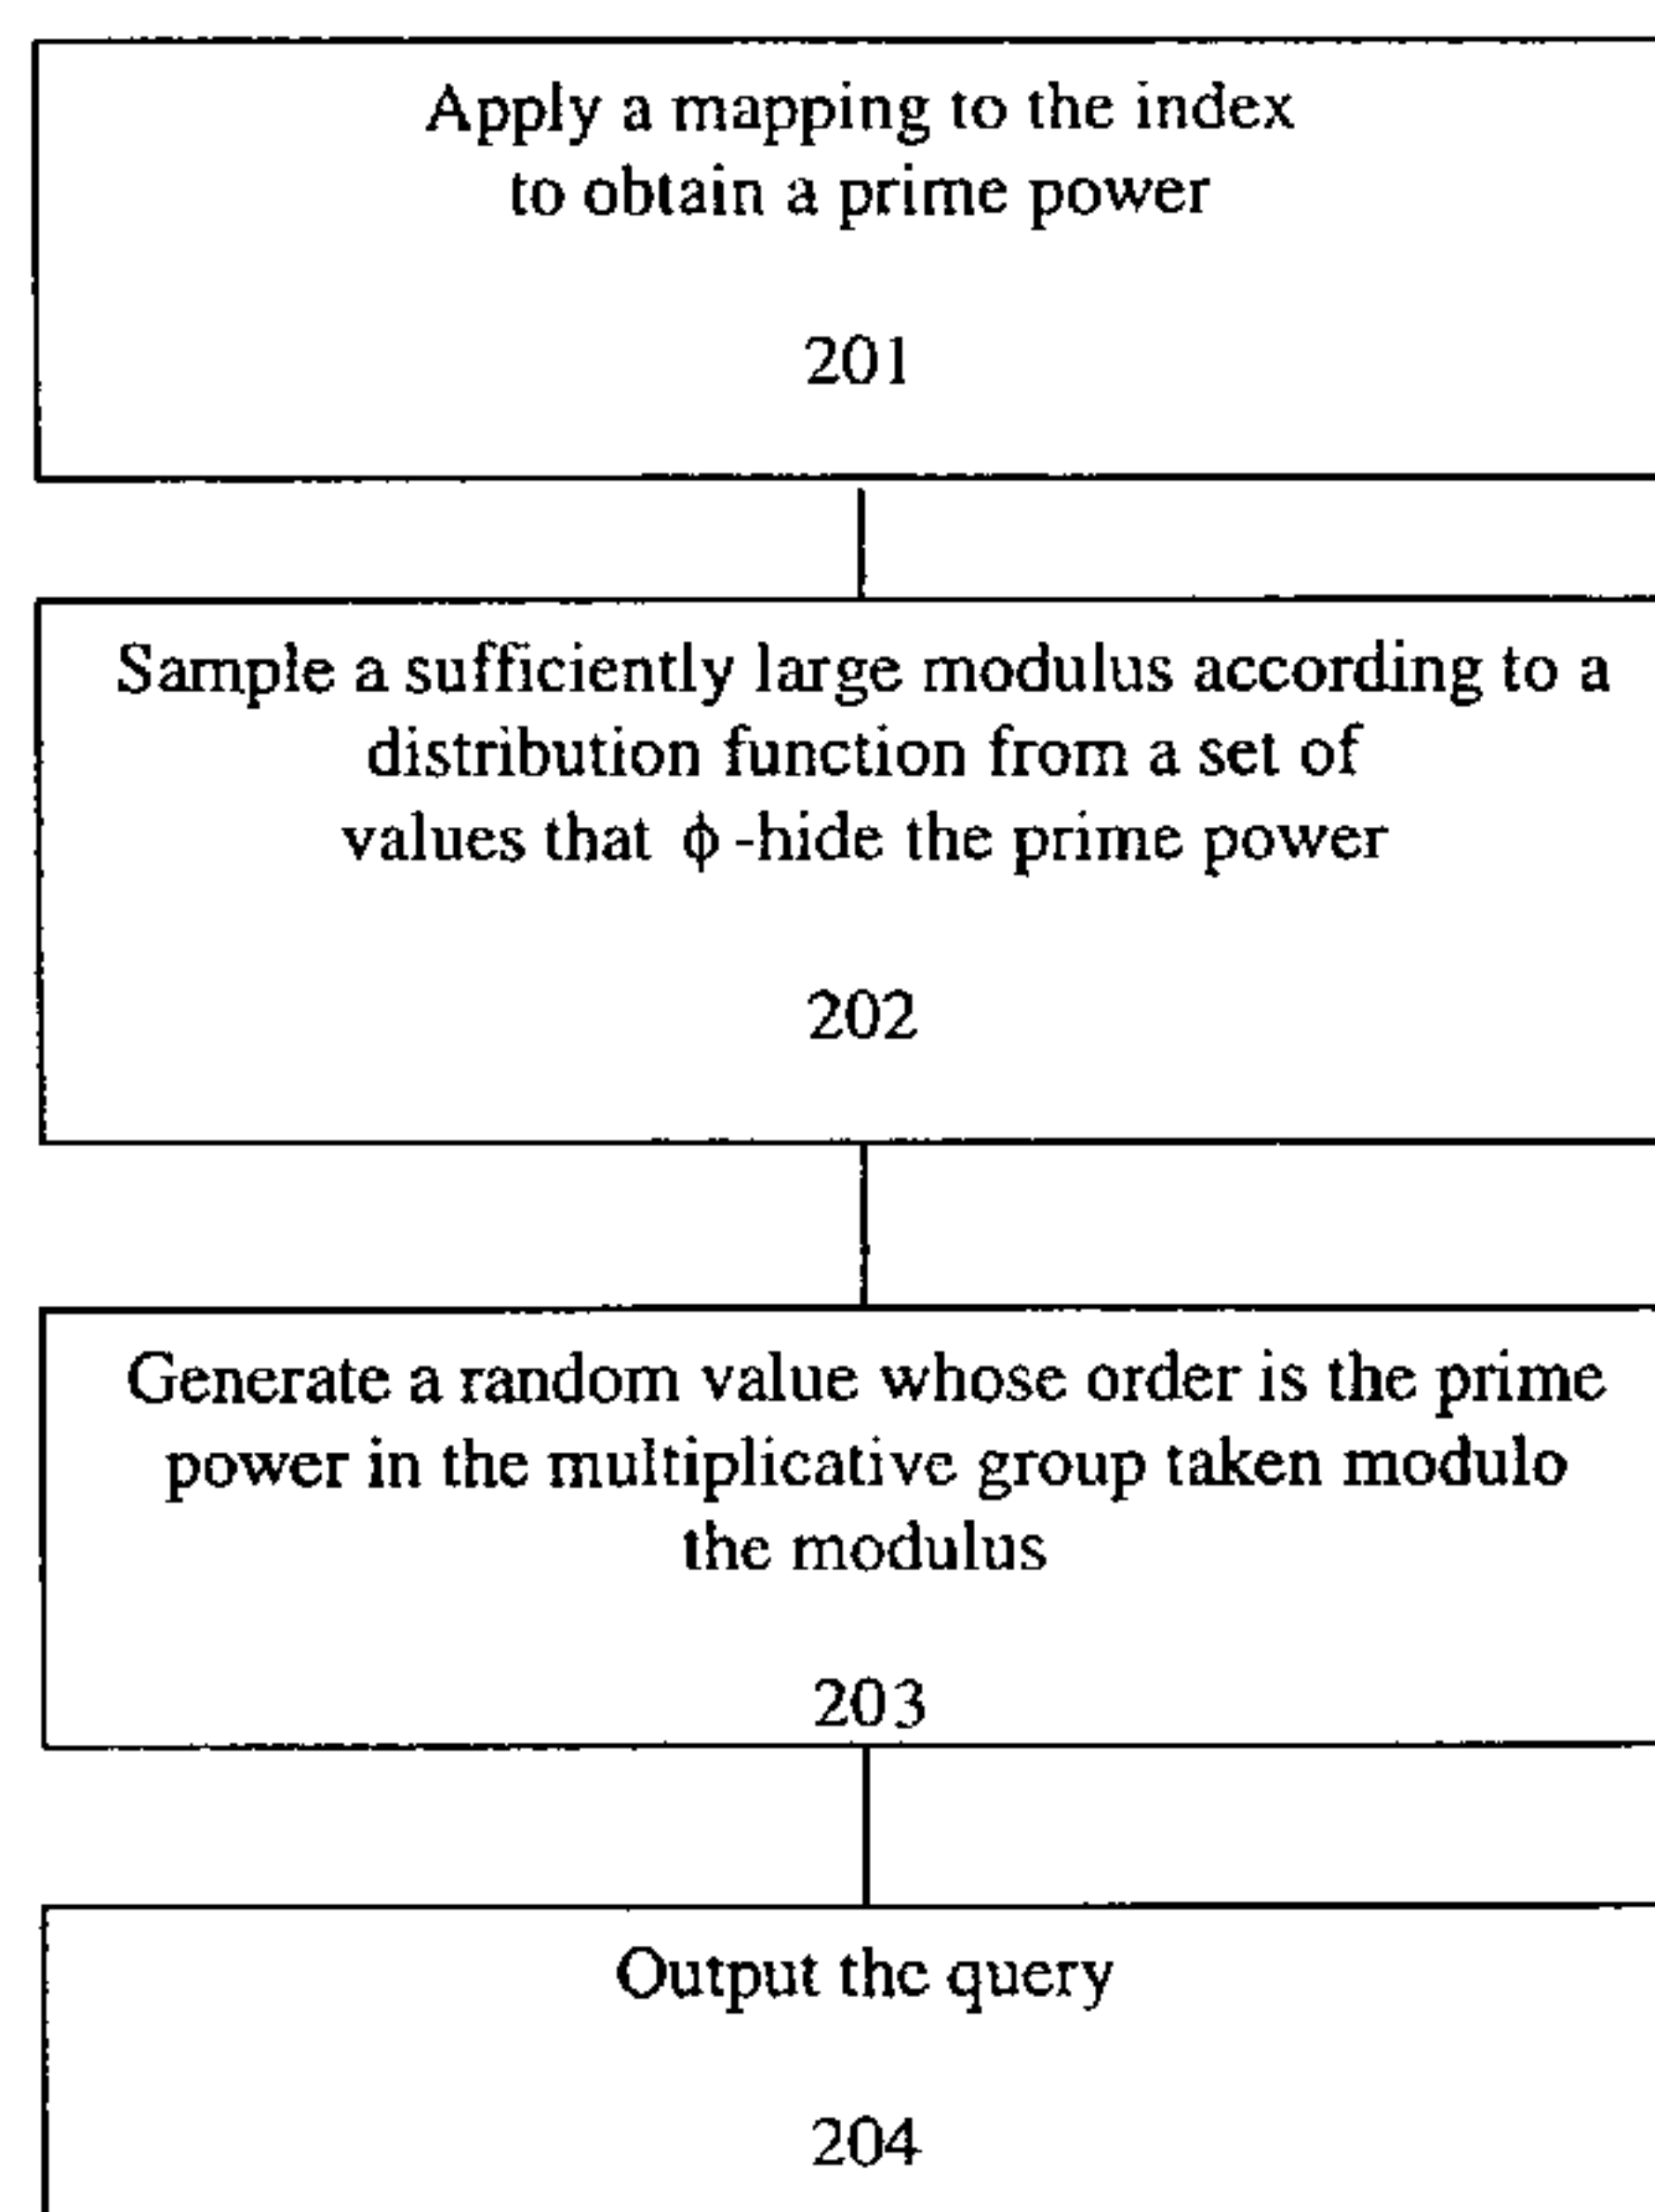 Apply a mapping to the index
to obtain a prime power
201
Sample a sufficiently large modulus according to a
distribution function from a set of
values that ϕ-hide the prime power
202
Generate a random value whose order is the prime
power in the multiplicative group taken modulo
the modulus
203
Output the query
204